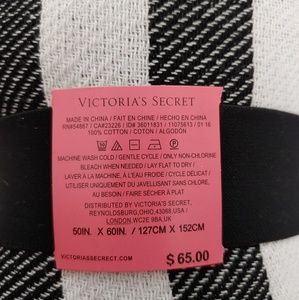 VICTORIA'S SECRET
MADE IN CHINA / FAIT EN CHINE / HECHO EN CHINA
RN#54867 / CA#23226 / ID# 36011831 / 11075613 / 01 16
100% COTTON / COTON / ALGODON
MACHINE WASH COLD / GENTLE CYCLE / ONLY NON-CHLORINE
BLEACH WHEN NEEDED / LAY FLAT TO DRY /
LAVER À LA MACHINE, À L'EAU FROIDE / CYCLE DÉLICAT /
UTILISER UNIQUEMENT DU JAVELLISANT SANS CHLORE,
AU BESOIN / FAIRE SÉCHER À PLAT
DISTRIBUTED BY VICTORIA'S SECRET,
REYNOLDSBURG,OHIO,43068,USA /
LONDON,WC2E 9BA,UK
50IN. X 60IN. / 127CM X 152CM
VICTORIASSECRET.COM
$ 65.00